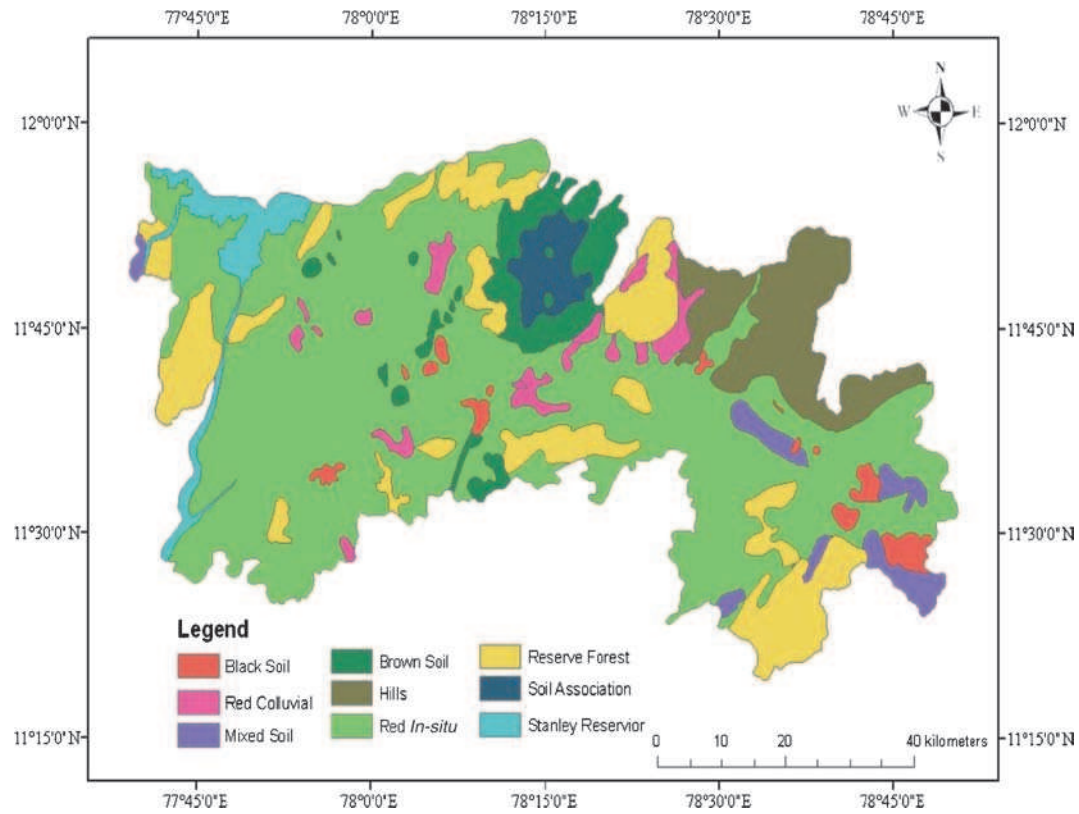 77°45'0"E 78°0'0"E 78°15'0"E 78°30'0"E 78°45'0"E
N
W E
S
12°0'0"N 12°0'0"N
11°45'0"N 11°45'0"N
11°30'0"N 11°30'0"N
Legend
Black Soil Brown Soil Reserve Forest
Red Colluvial Hills Soil Association
Mixed Soil Red In-situ Stanley Reservior
11°15'0"N 11°15'0"N
0 10 20 40 kilometers
77°45'0"E 78°0'0"E 78°15'0"E 78°30'0"E 78°45'0"E